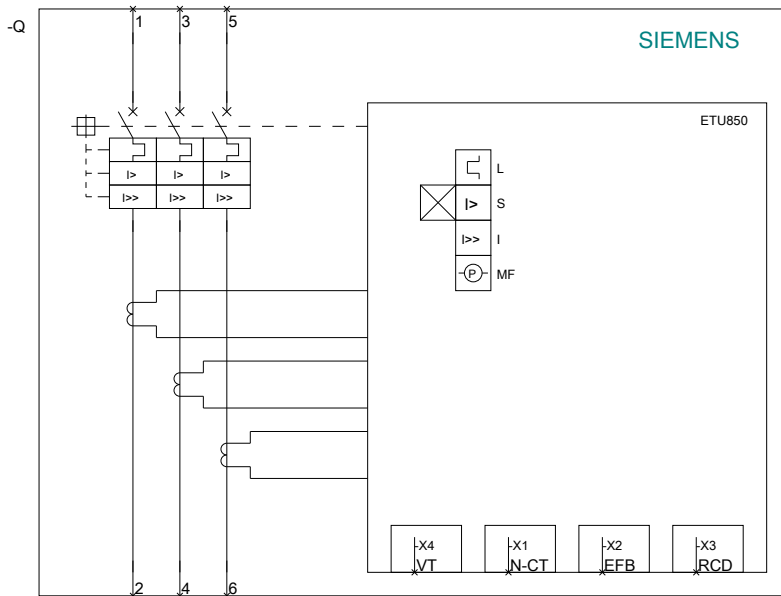 -Q
1 3 5
SIEMENS
ETU850
L
I> I> I>
I> S
I>> I>> I>>
I>> I
P MF
-X4 -X1 -X2 -X3
VT N-CT EFB RCD
2 4 6